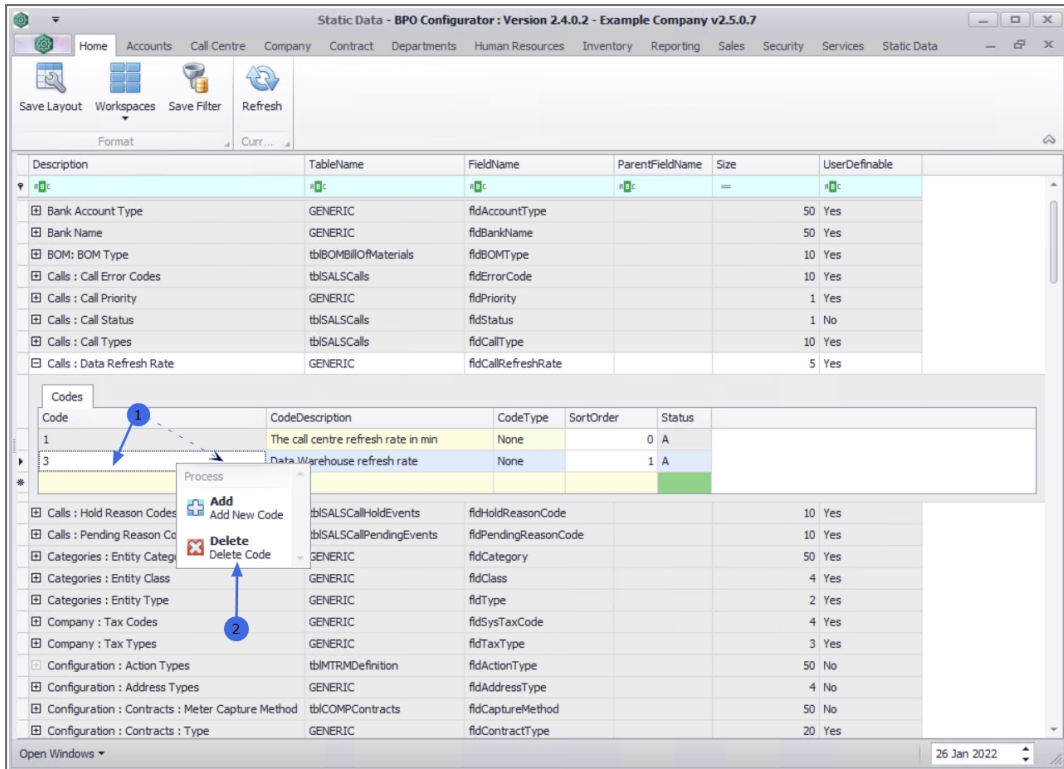 Static Data - BPO Configurator : Version 2.4.0.2 - Example Company v2.5.0.7
Home Accounts Call Centre Company Contract Departments Human Resources Inventory Reporting Sales Security Services Static Data
Save Layout Workspaces Save Filter Refresh
Format Curr...
Description TableName FieldName ParentFieldName Size UserDefinable
Bank Account Type GENERIC fldAccountType 50 Yes
Bank Name GENERIC fldBankName 50 Yes
BOM: BOM Type tblBOMBillOfMaterials fldBOMType 10 Yes
Calls : Call Error Codes tblSALSCalls fldErrorCode 10 Yes
Calls : Call Priority GENERIC fldPriority 1 Yes
Calls : Call Status tblSALSCalls fldStatus 1 No
Calls : Call Types tblSALSCalls fldCallType 10 Yes
Calls : Data Refresh Rate GENERIC fldCallRefreshRate 5 Yes
Codes
Code CodeDescription CodeType SortOrder Status
1
1 The call centre refresh rate in min None 0 A
3 Data Warehouse refresh rate None 1 A
Process
Add
Add New Code
Delete
Delete Code
Calls : Hold Reason Codes tblSALSCallHoldEvents fldHoldReasonCode 10 Yes
Calls : Pending Reason Co tblSALSCallPendingEvents fldPendingReasonCode 10 Yes
Categories : Entity Catego GENERIC fldCategory 50 Yes
Categories : Entity Class GENERIC fldClass 4 Yes
Categories : Entity Type GENERIC fldType 2 Yes
2
Company : Tax Codes GENERIC fldSysTaxCode 4 Yes
Company : Tax Types GENERIC fldTaxType 3 Yes
Configuration : Action Types tblMTRMDefinition fldActionType 50 No
Configuration : Address Types GENERIC fldAddressType 4 No
Configuration : Contracts : Meter Capture Method tblCOMPContracts fldCaptureMethod 50 No
Configuration : Contracts : Type GENERIC fldContractType 20 Yes
Open Windows 26 Jan 2022